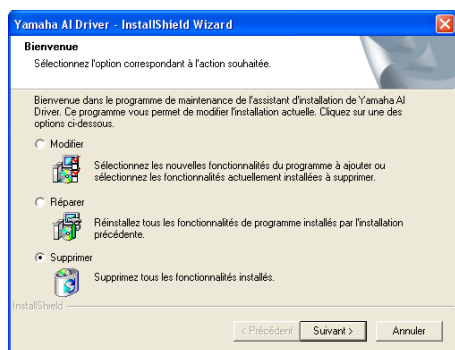 Yamaha AI Driver - InstallShield Wizard
Bienvenue
Sélectionnez l'option correspondant à l'action souhaitée.
Bienvenue dans le programme de maintenance de l'assistant d'installation de Yamaha AI
Driver. Ce programme vous permet de modifier l'installation actuelle. Cliquez sur une des
options ci-dessous.
Modifier
Sélectionnez les nouvelles fonctionnalités du programme à ajouter ou
sélectionnez les fonctionnalités actuellement installées à supprimer.
Réparer
Réinstallez tous les fonctionnalités de programme installés par l'installation
précédente.
Supprimer
Supprimez tous les fonctionnalités installés.
InstallShield
< Précédent Suivant > Annuler